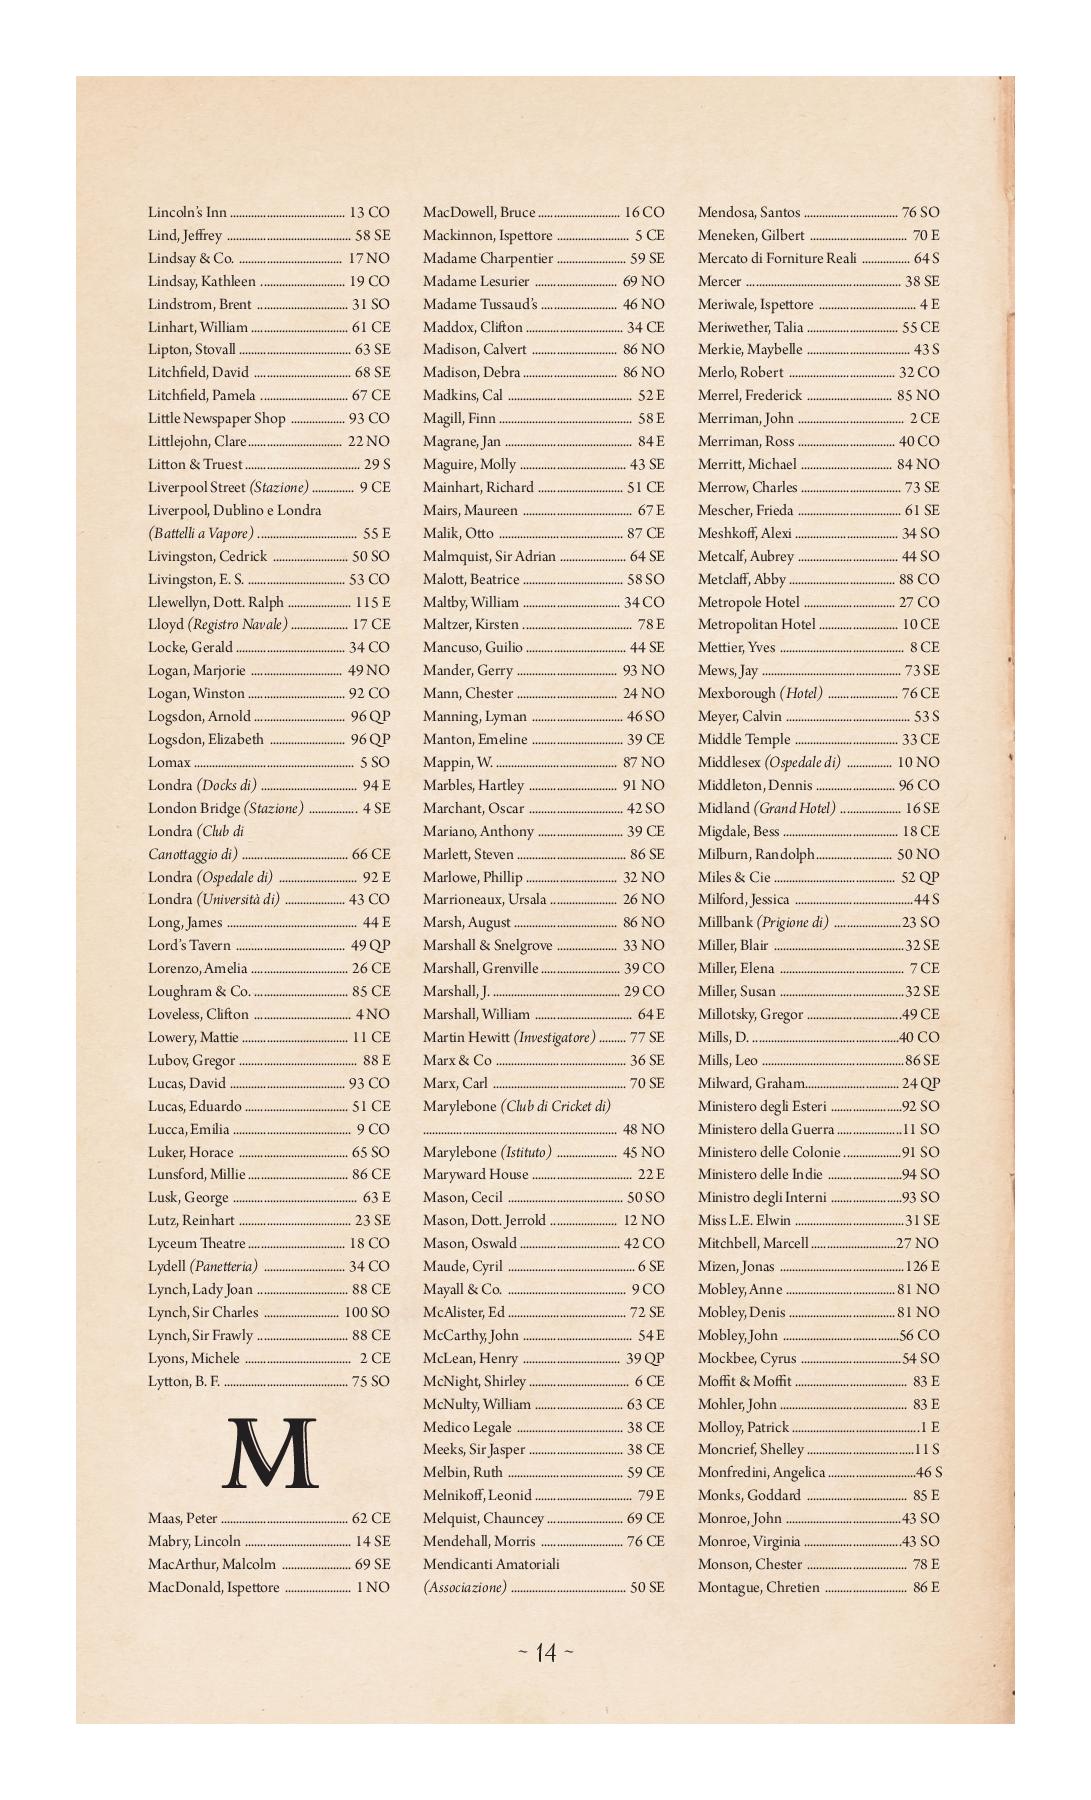 Lincoln's Inn ........ 13 CO
Lind, Jeffrey ........ 58 SE
Lindsay & Co. ........ 17 NO
Lindsay, Kathleen ........ 19 CO
Lindstrom, Brent ........ 31 SO
Linhart, William ........ 61 CE
Lipton, Stovall ........ 63 SE
Litchfield, David ........ 68 SE
Litchfield, Pamela ........ 67 CE
Little Newspaper Shop ........ 93 CO
Littlejohn, Clare ........ 22 NO
Litton & Truest ........ 29 S
Liverpool Street (Stazione) ........ 9 CE
Liverpool, Dublino e Londra
(Battelli a Vapore) ........ 55 E
Livingston, Cedrick ........ 50 SO
Livingston, E. S. ........ 53 CO
Llewellyn, Dott. Ralph ........ 115 E
Lloyd (Registro Navale) ........ 17 CE
Locke, Gerald ........ 34 CO
Logan, Marjorie ........ 49 NO
Logan, Winston ........ 92 CO
Logsdon, Arnold ........ 96 QP
Logsdon, Elizabeth ........ 96 QP
Lomax ........ 5 SO
Londra (Docks di) ........ 94 E
London Bridge (Stazione) ........ 4 SE
Londra (Club di
Canottaggio di) ........ 66 CE
Londra (Ospedale di) ........ 92 E
Londra (Università di) ........ 43 CO
Long, James ........ 44 E
Lord's Tavern ........ 49 QP
Lorenzo, Amelia ........ 26 CE
Loughram & Co. ........ 85 CE
Loveless, Clifton ........ 4 NO
Lowery, Mattie ........ 11 CE
Lubov, Gregor ........ 88 E
Lucas, David ........ 93 CO
Lucas, Eduardo ........ 51 CE
Lucca, Emilia ........ 9 CO
Luker, Horace ........ 65 SO
Lunsford, Millie ........ 86 CE
Lusk, George ........ 63 E
Lutz, Reinhart ........ 23 SE
Lyceum Theatre ........ 18 CO
Lydell (Panetteria) ........ 34 CO
Lynch, Lady Joan ........ 88 CE
Lynch, Sir Charles ........ 100 SO
Lynch, Sir Frawly ........ 88 CE
Lyons, Michele ........ 2 CE
Lytton, B. F. ........ 75 SO
M
Maas, Peter ........ 62 CE
Mabry, Lincoln ........ 14 SE
MacArthur, Malcolm ........ 69 SE
MacDonald, Ispettore ........ 1 NO
MacDowell, Bruce ........ 16 CO
Mackinnon, Ispettore ........ 5 CE
Madame Charpentier ........ 59 SE
Madame Lesurier ........ 69 NO
Madame Tussaud's ........ 46 NO
Maddox, Clifton ........ 34 CE
Madison, Calvert ........ 86 NO
Madison, Debra ........ 86 NO
Madkins, Cal ........ 52 E
Magill, Finn ........ 58 E
Magrane, Jan ........ 84 E
Maguire, Molly ........ 43 SE
Mainhart, Richard ........ 51 CE
Mairs, Maureen ........ 67 E
Malik, Otto ........ 87 CE
Malmquist, Sir Adrian ........ 64 SE
Malott, Beatrice ........ 58 SO
Maltby, William ........ 34 CO
Maltzer, Kirsten ........ 78 E
Mancuso, Guilio ........ 44 SE
Mander, Gerry ........ 93 NO
Mann, Chester ........ 24 NO
Manning, Lyman ........ 46 SO
Manton, Emeline ........ 39 CE
Mappin, W. ........ 87 NO
Marbles, Hartley ........ 91 NO
Marchant, Oscar ........ 42 SO
Mariano, Anthony ........ 39 CE
Marlett, Steven ........ 86 SE
Marlowe, Phillip ........ 32 NO
Marrioneaux, Ursala ........ 26 NO
Marsh, August ........ 86 NO
Marshall & Snelgrove ........ 33 NO
Marshall, Grenville ........ 39 CO
Marshall, J. ........ 29 CO
Marshall, William ........ 64 E
Martin Hewitt (Investigatore) ........ 77 SE
Marx & Co ........ 36 SE
Marx, Carl ........ 70 SE
Marylebone (Club di Cricket di)
........ 48 NO
Marylebone (Istituto) ........ 45 NO
Maryward House ........ 22 E
Mason, Cecil ........ 50 SO
Mason, Dott. Jerrold ........ 12 NO
Mason, Oswald ........ 42 CO
Maude, Cyril ........ 6 SE
Mayall & Co. ........ 9 CO
McAlister, Ed ........ 72 SE
McCarthy, John ........ 54 E
McLean, Henry ........ 39 QP
McNight, Shirley ........ 6 CE
McNulty, William ........ 63 CE
Medico Legale ........ 38 CE
Meeks, Sir Jasper ........ 38 CE
Melbin, Ruth ........ 59 CE
Melnikoff, Leonid ........ 79 E
Melquist, Chauncey ........ 69 CE
Mendehall, Morris ........ 76 CE
Mendicanti Amatoriali
(Associazione) ........ 50 SE
Mendosa, Santos ........ 76 SO
Meneken, Gilbert ........ 70 E
Mercato di Forniture Reali ........ 64 S
Mercer ........ 38 SE
Meriwale, Ispettore ........ 4 E
Meriwether, Talia ........ 55 CE
Merkie, Maybelle ........ 43 S
Merlo, Robert ........ 32 CO
Merrel, Frederick ........ 85 NO
Merriman, John ........ 2 CE
Merriman, Ross ........ 40 CO
Merritt, Michael ........ 84 NO
Merrow, Charles ........ 73 SE
Mescher, Frieda ........ 61 SE
Meshkoff, Alexi ........ 34 SO
Metcalf, Aubrey ........ 44 SO
Metclaff, Abby ........ 88 CO
Metropole Hotel ........ 27 CO
Metropolitan Hotel ........ 10 CE
Mettier, Yves ........ 8 CE
Mews, Jay ........ 73 SE
Mexborough (Hotel) ........ 76 CE
Meyer, Calvin ........ 53 S
Middle Temple ........ 33 CE
Middlesex (Ospedale di) ........ 10 NO
Middleton, Dennis ........ 96 CO
Midland (Grand Hotel) ........ 16 SE
Migdale, Bess ........ 18 CE
Milburn, Randolph ........ 50 NO
Miles & Cie ........ 52 QP
Milford, Jessica ........ 44 S
Millbank (Prigione di) ........ 23 SO
Miller, Blair ........ 32 SE
Miller, Elena ........ 7 CE
Miller, Susan ........ 32 SE
Millotsky, Gregor ........ 49 CE
Mills, D. ........ 40 CO
Mills, Leo ........ 86 SE
Milward, Graham ........ 24 QP
Ministero degli Esteri ........ 92 SO
Ministero della Guerra ........ 11 SO
Ministero delle Colonie ........ 91 SO
Ministero delle Indie ........ 94 SO
Ministro degli Interni ........ 93 SO
Miss L.E. Elwin ........ 31 SE
Mitchbell, Marcell ........ 27 NO
Mizen, Jonas ........ 126 E
Mobley, Anne ........ 81 NO
Mobley, Denis ........ 81 NO
Mobley, John ........ 56 CO
Mockbee, Cyrus ........ 54 SO
Moffit & Moffit ........ 83 E
Mohler, John ........ 83 E
Molloy, Patrick ........ 1 E
Moncrief, Shelley ........ 11 S
Monfredini, Angelica ........ 46 S
Monks, Goddard ........ 85 E
Monroe, John ........ 43 SO
Monroe, Virginia ........ 43 SO
Monson, Chester ........ 78 E
Montague, Chretien ........ 86 E
~ 14 ~